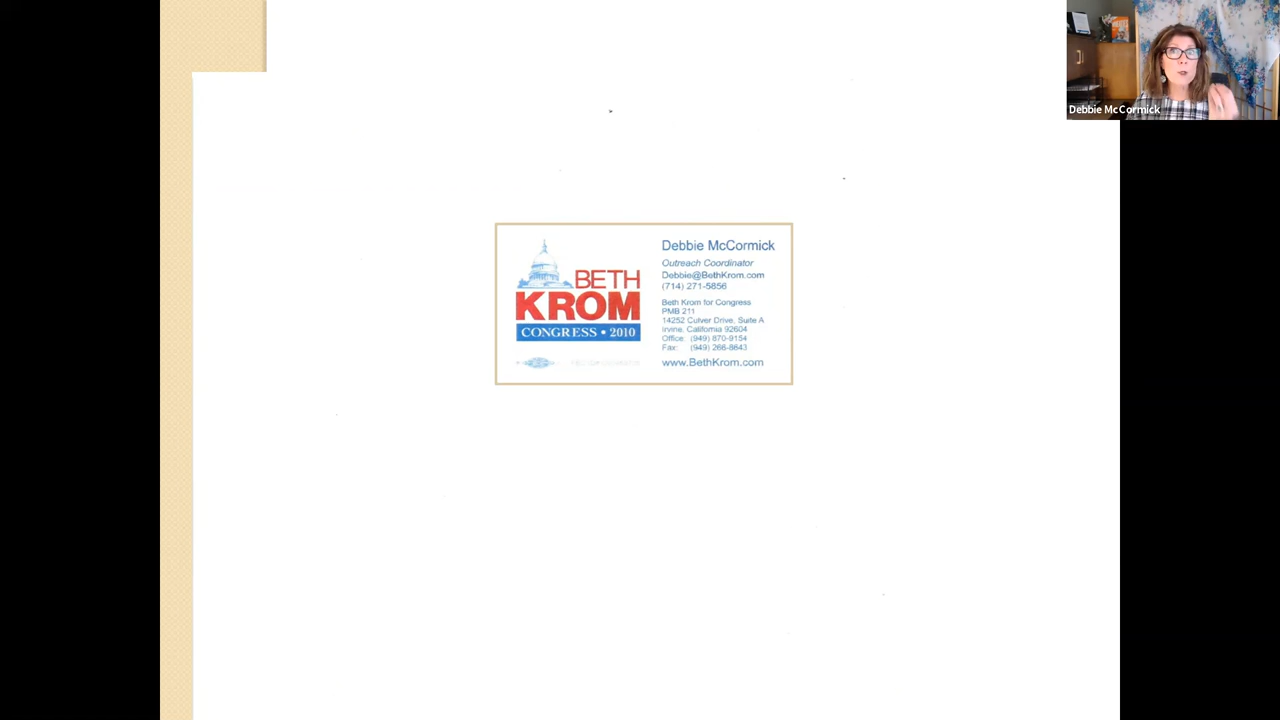 Debbie McCormick
BETH
KROM
CONGRESS • 2010
Debbie McCormick
Outreach Coordinator
Debbie@BethKrom.com
(714) 271-5856
Beth Krom for Congress
PMB 211
14252 Culver Drive, Suite A
Irvine, California 92604
Office: (949) 870-9154
Fax: (949) 266-8643
www.BethKrom.com